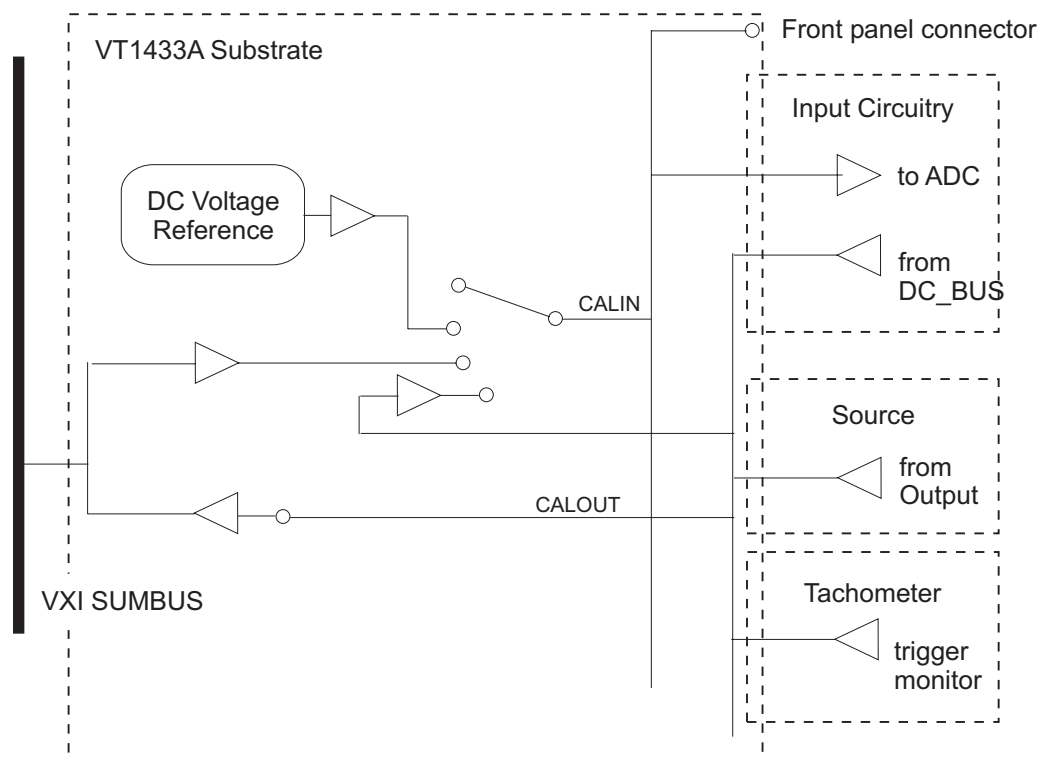 Front panel connector
VT1433A Substrate
Input Circuitry
to ADC
DC Voltage
Reference
from
DC_BUS
CALIN
Source
from
Output
CALOUT
VXI SUMBUS
Tachometer
trigger
monitor